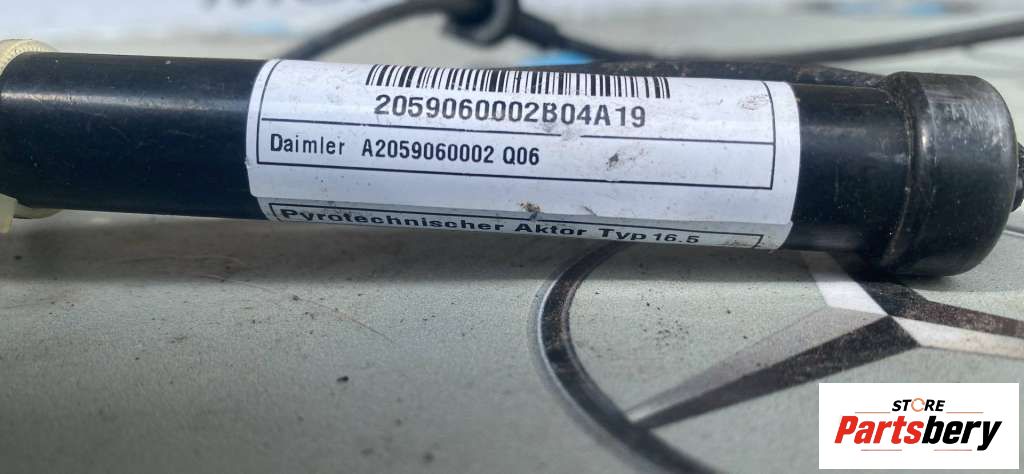 2059060002B04A19
Daimler A2059060002 Q06
Pyrotechnischer Aktor Typ 16.5
STORE
Partsbery